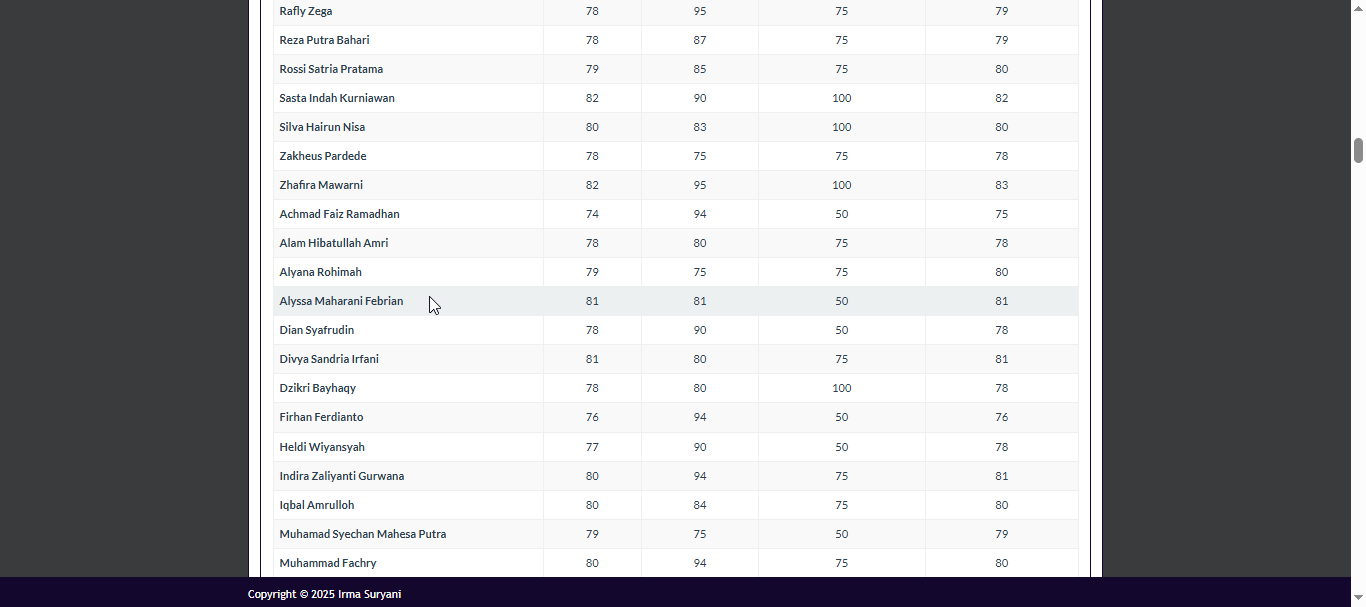 Rafly Zega 78 95 75 79
Reza Putra Bahari 78 87 75 79
Rossi Satria Pratama 79 85 75 80
Sasta Indah Kurniawan 82 90 100 82
Silva Hairun Nisa 80 83 100 80
Zakheus Pardede 78 75 75 78
Zhafira Mawarni 82 95 100 83
Achmad Faiz Ramadhan 74 94 50 75
Alam Hibatullah Amri 78 80 75 78
Alyana Rohimah 79 75 75 80
Alyssa Maharani Febrian 81 81 50 81
Dian Syafrudin 78 90 50 78
Divya Sandria Irfani 81 80 75 81
Dzikri Bayhaqy 78 80 100 78
Firhan Ferdianto 76 94 50 76
Heldi Wiyansyah 77 90 50 78
Indira Zaliyanti Gurwana 80 94 75 81
Iqbal Amrulloh 80 84 75 80
Muhamad Syechan Mahesa Putra 79 75 50 79
Muhammad Fachry 80 94 75 80
Copyright © 2025 Irma Suryani